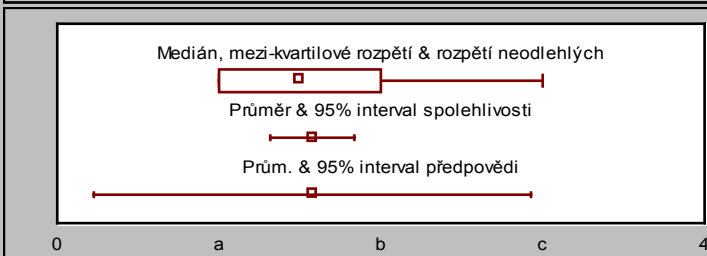 Medián, mezi-kvartilové rozpětí & rozpětí neodlehlých
Průměr & 95% interval spolehlivosti
Prům. & 95% interval předpovědi
0 a b c 4